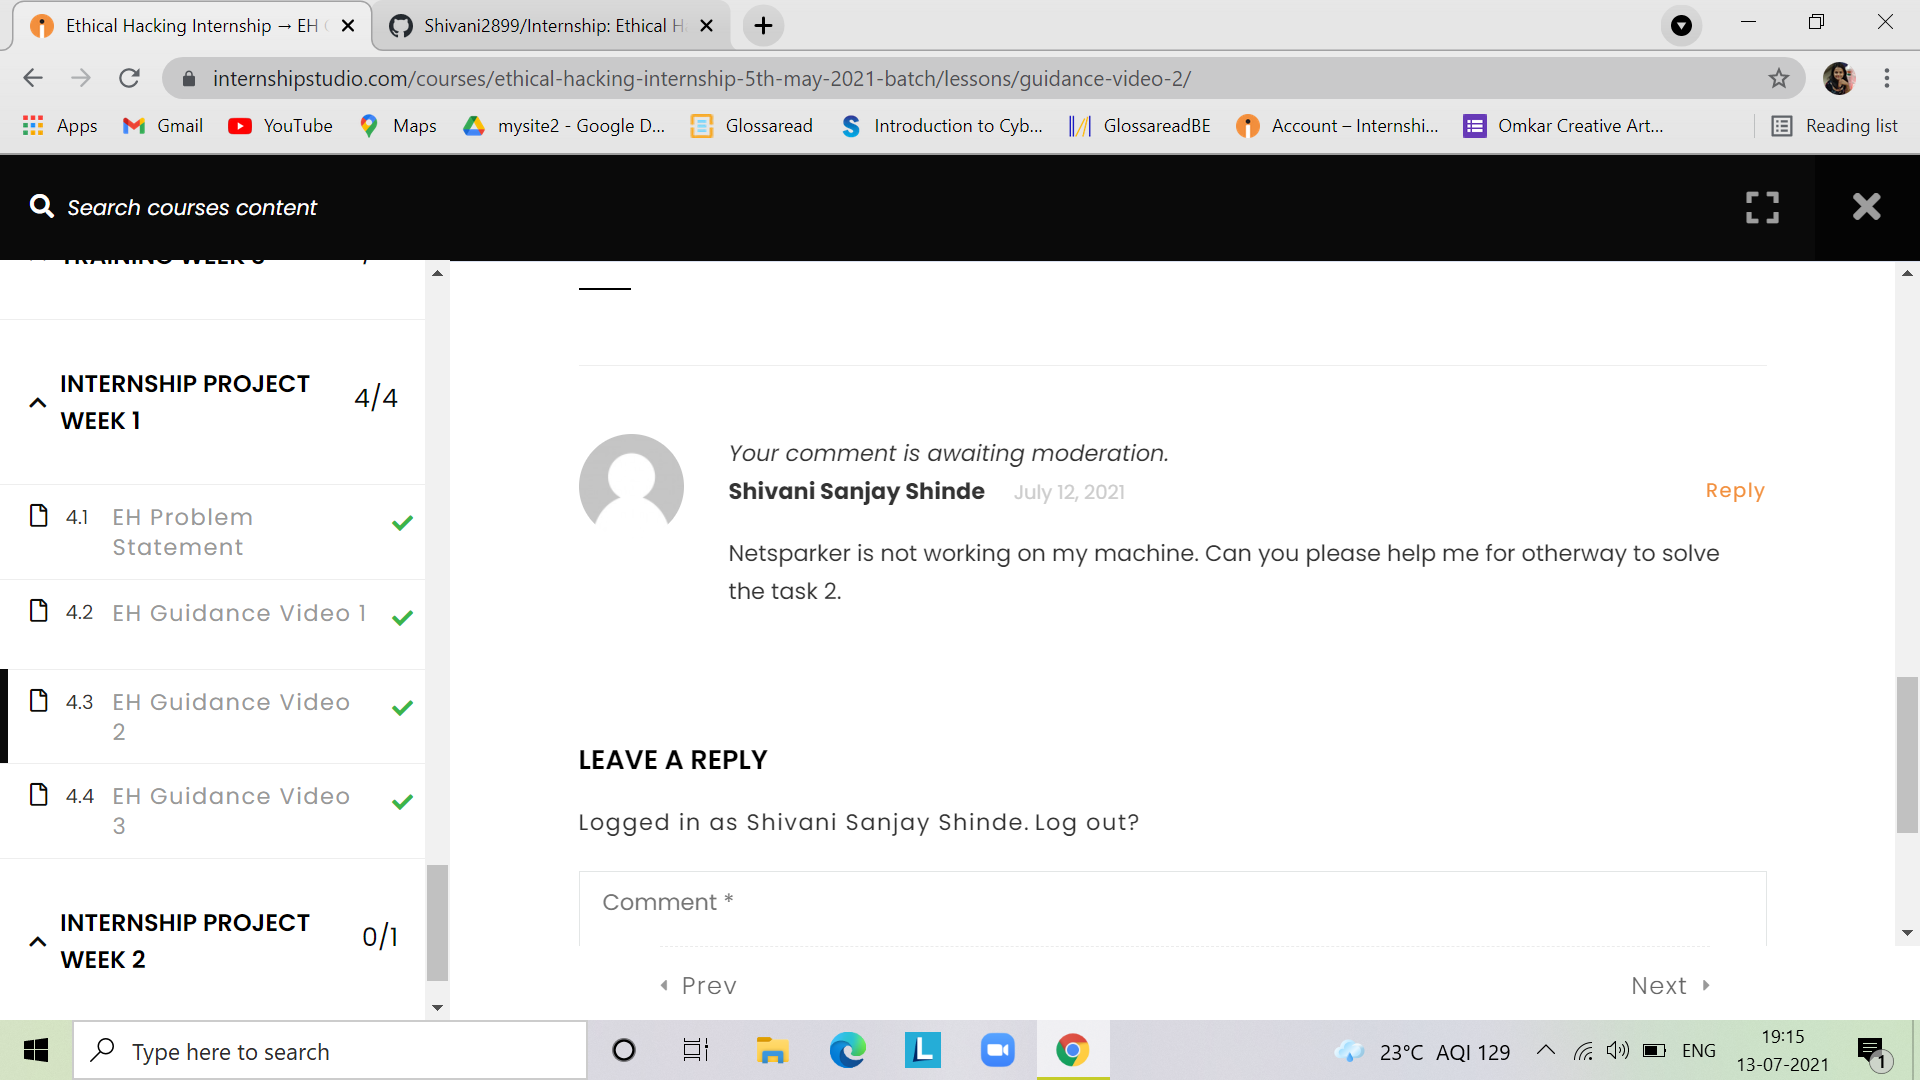 Ethical Hacking Internship → EH
Shivani2899/Internship: Ethical H
internshipstudio.com/courses/ethical-hacking-internship-5th-may-2021-batch/lessons/guidance-video-2/
Apps
Gmail
YouTube
Maps
mysite2 - Google D...
Glossaread
Introduction to Cyb...
GlossareadBE
Account – Internshi...
Omkar Creative Art...
Reading list
Search courses content
INTERNSHIP PROJECT
WEEK 1
4/4
4.1 EH Problem
Statement
4.2 EH Guidance Video 1
4.3 EH Guidance Video
2
4.4 EH Guidance Video
3
INTERNSHIP PROJECT
WEEK 2
0/1
Your comment is awaiting moderation.
Shivani Sanjay Shinde July 12, 2021
Reply
Netsparker is not working on my machine. Can you please help me for otherway to solve
the task 2.
LEAVE A REPLY
Logged in as Shivani Sanjay Shinde. Log out?
Comment *
Prev
Next
Type here to search
L
23°C AQI 129
ENG
19:15
13-07-2021
1